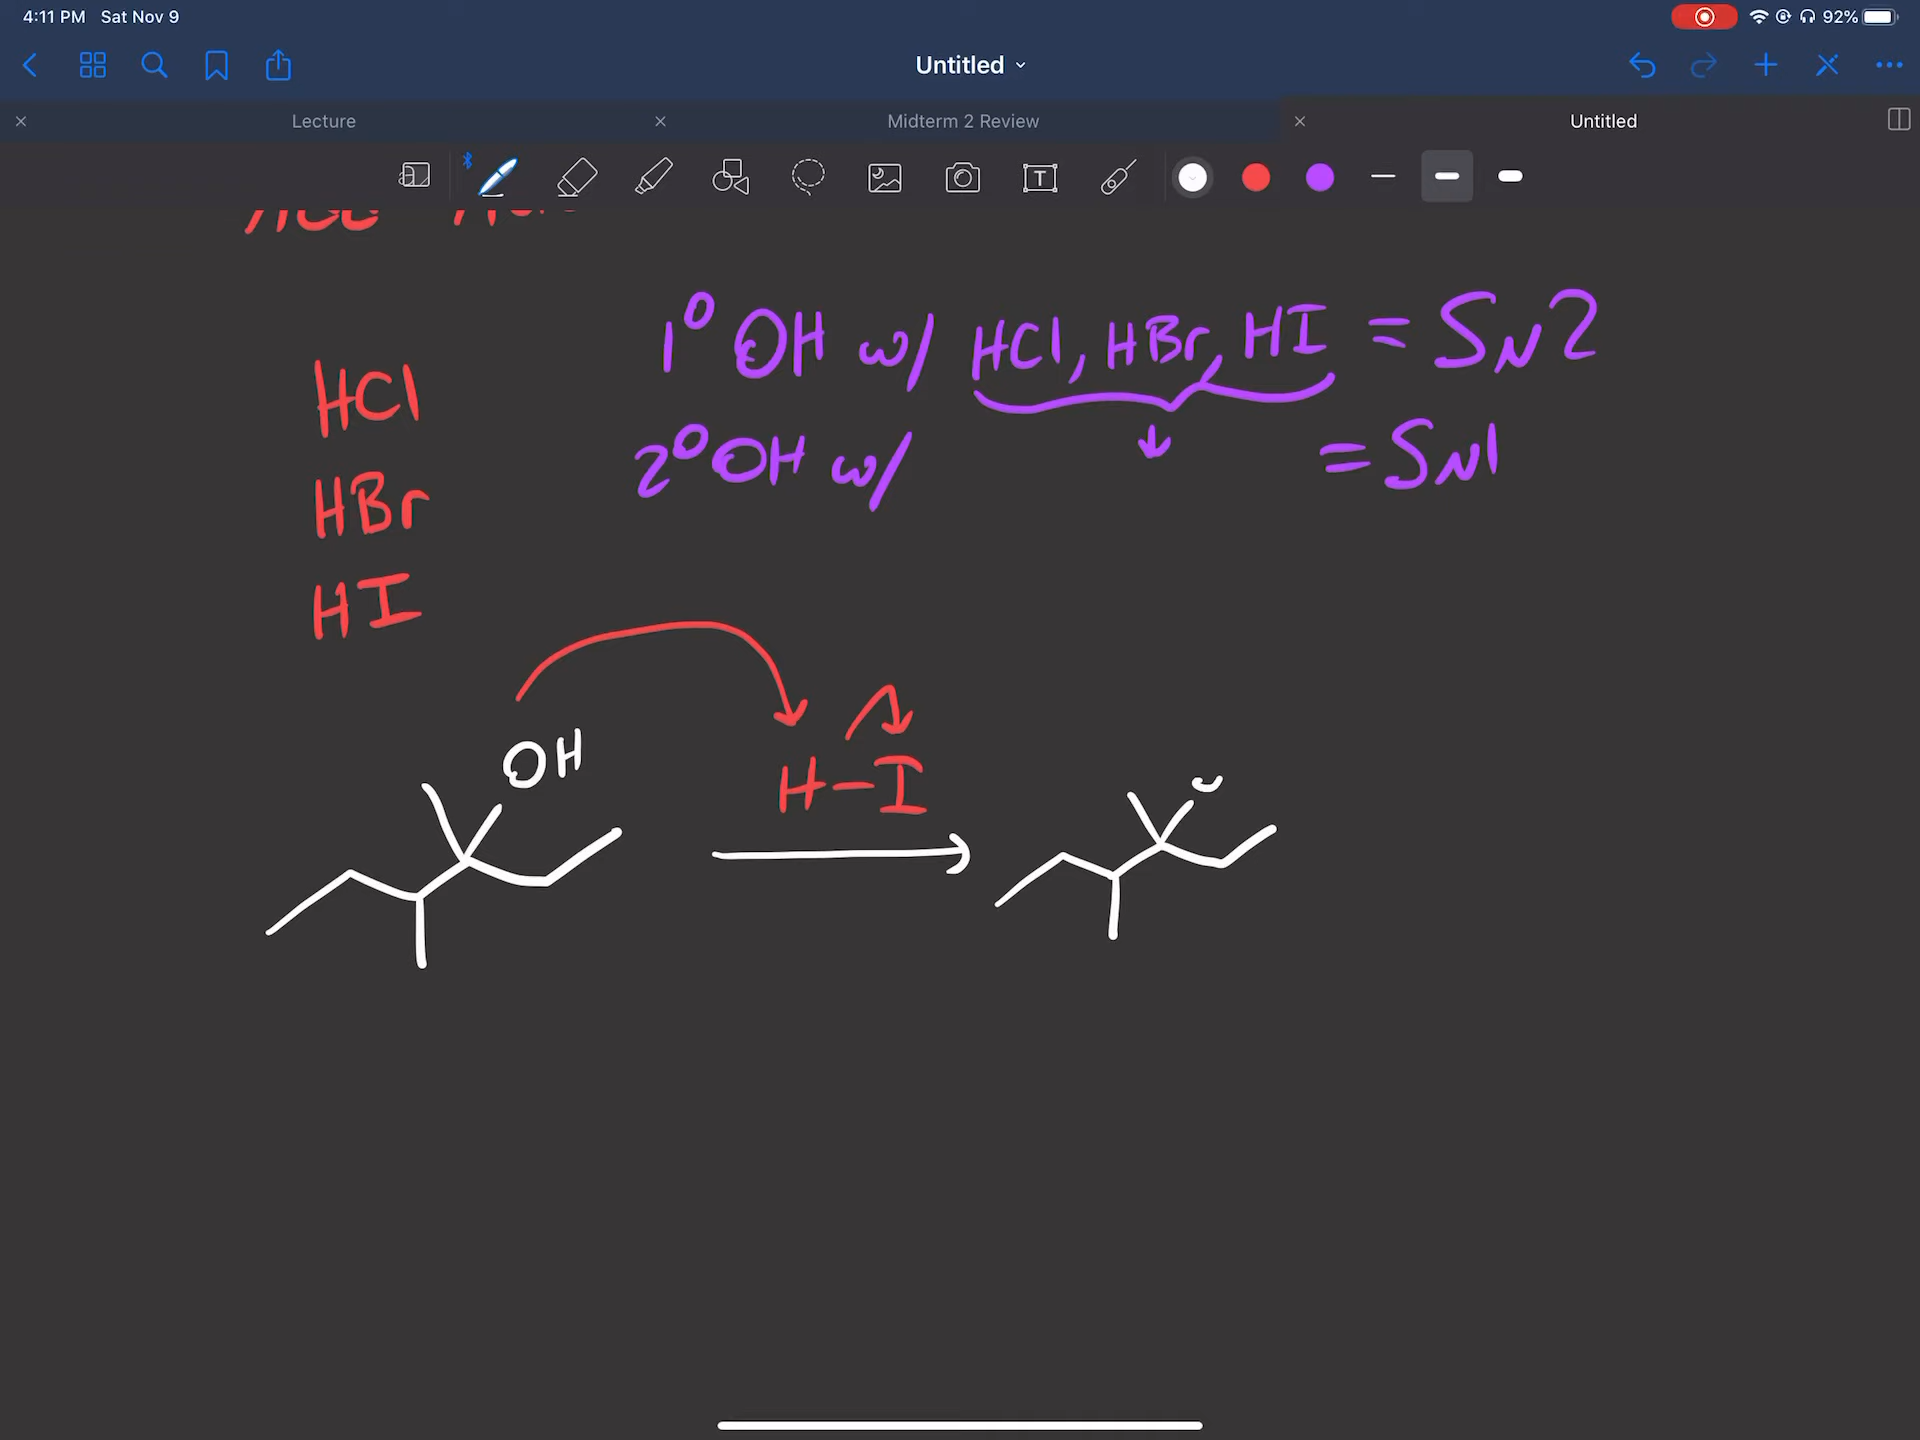 4:11 PM Sat Nov 9
92%
Untitled
Lecture
Midterm 2 Review
Untitled
T
1° OH w/ HCl, HBr, HI = SN2
2° OH w/ = SN1
HCl
HBr
HI
OH
H-I